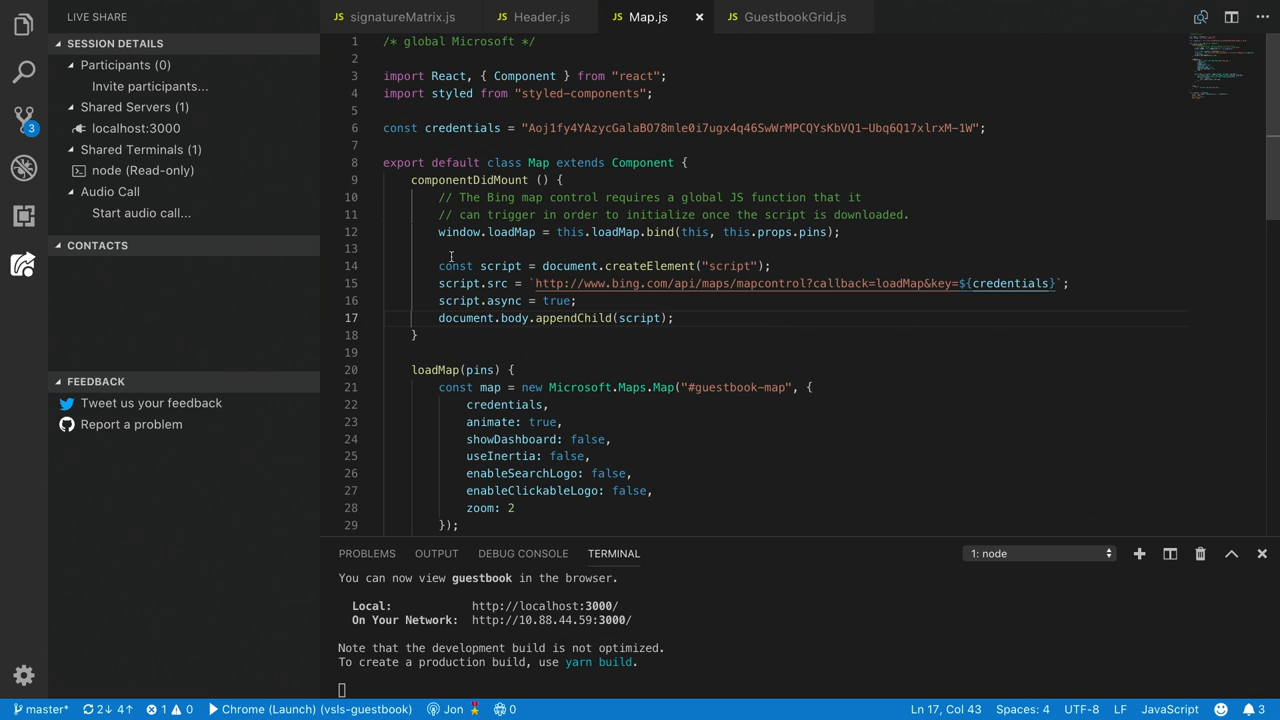 LIVE SHARE
SESSION DETAILS
Participants (0)
Invite participants...
Shared Servers (1)
localhost:3000
Shared Terminals (1)
node (Read-only)
Audio Call
Start audio call...
CONTACTS
FEEDBACK
Tweet us your feedback
Report a problem
3
JS signatureMatrix.js
JS Header.js
JS Map.js
JS GuestbookGrid.js
1 /* global Microsoft */
2
3 import React, { Component } from "react";
4 import styled from "styled-components";
5
6 const credentials = "Aoj1fy4YAzycGalaBO78mle0i7ugx4q46SwWrMPCQYsKbVQ1-Ubq6Q17xlrxM-1W";
7
8 export default class Map extends Component {
9 componentDidMount () {
10 // The Bing map control requires a global JS function that it
11 // can trigger in order to initialize once the script is downloaded.
12 window.loadMap = this.loadMap.bind(this, this.props.pins);
13
14 const script = document.createElement("script");
15 script.src = `http://www.bing.com/api/maps/mapcontrol?callback=loadMap&key=${credentials}`;
16 script.async = true;
17 document.body.appendChild(script);
18 }
19
20 loadMap(pins) {
21 const map = new Microsoft.Maps.Map("#guestbook-map", {
22 credentials,
23 animate: true,
24 showDashboard: false,
25 useInertia: false,
26 enableSearchLogo: false,
27 enableClickableLogo: false,
28 zoom: 2
29 });
PROBLEMS OUTPUT DEBUG CONSOLE TERMINAL 1: node
You can now view guestbook in the browser.
Local: http://localhost:3000/
On Your Network: http://10.88.44.59:3000/
Note that the development build is not optimized.
To create a production build, use yarn build.
master* 2↓ 4↑ 1 0 Chrome (Launch) (vsls-guestbook) Jon 0 Ln 17, Col 43 Spaces: 4 UTF-8 LF JavaScript 3